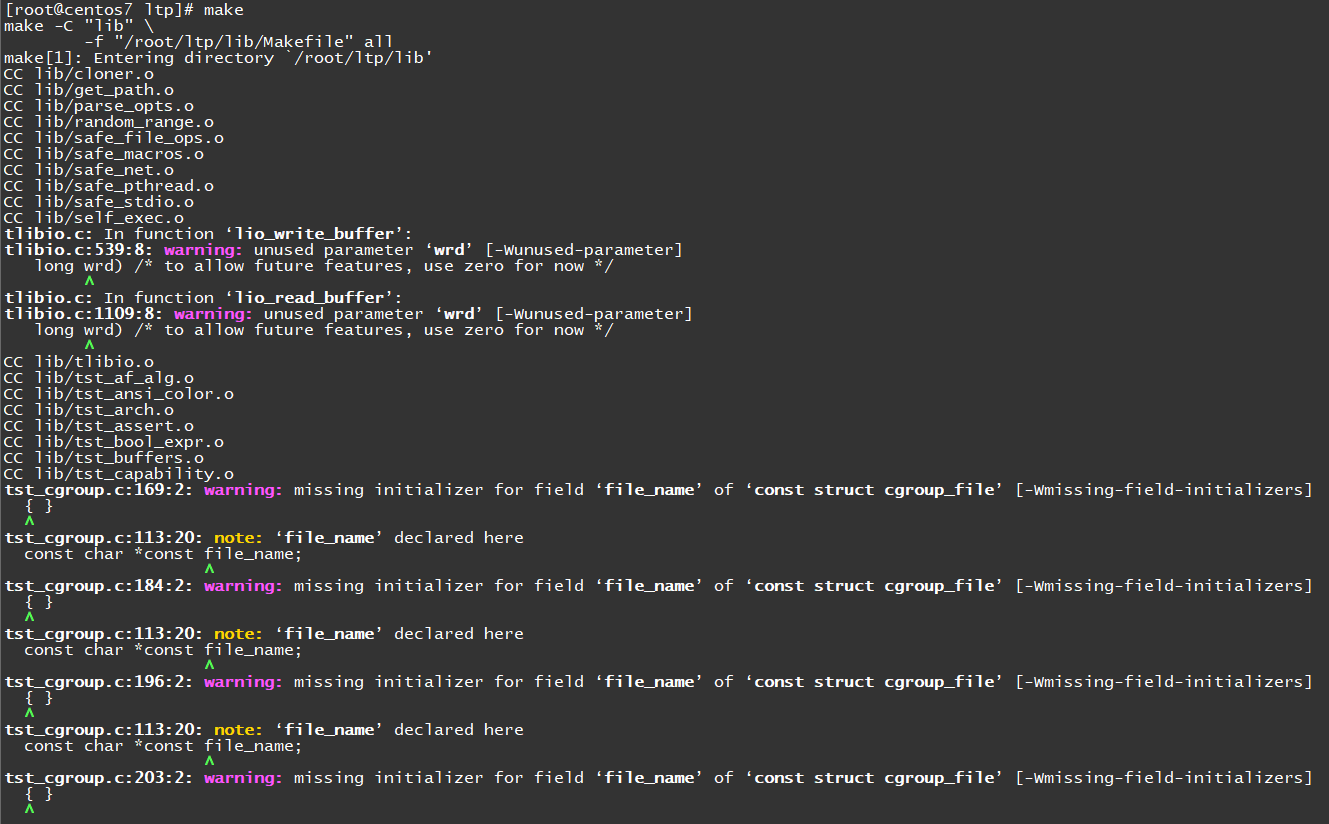 [root@centos7 ltp]# make
make -C "lib" \
        -f "/root/ltp/lib/Makefile" all
make[1]: Entering directory `/root/ltp/lib'
CC lib/cloner.o
CC lib/get_path.o
CC lib/parse_opts.o
CC lib/random_range.o
CC lib/safe_file_ops.o
CC lib/safe_macros.o
CC lib/safe_net.o
CC lib/safe_pthread.o
CC lib/safe_stdio.o
CC lib/self_exec.o
tlibio.c: In function ‘lio_write_buffer’:
tlibio.c:539:8: warning: unused parameter ‘wrd’ [-Wunused-parameter]
   long wrd) /* to allow future features, use zero for now */
        ^
tlibio.c: In function ‘lio_read_buffer’:
tlibio.c:1109:8: warning: unused parameter ‘wrd’ [-Wunused-parameter]
   long wrd) /* to allow future features, use zero for now */
        ^
CC lib/tlibio.o
CC lib/tst_af_alg.o
CC lib/tst_ansi_color.o
CC lib/tst_arch.o
CC lib/tst_assert.o
CC lib/tst_bool_expr.o
CC lib/tst_buffers.o
CC lib/tst_capability.o
tst_cgroup.c:169:2: warning: missing initializer for field ‘file_name’ of ‘const struct cgroup_file’ [-Wmissing-field-initializers]
  { }
  ^
tst_cgroup.c:113:20: note: ‘file_name’ declared here
  const char *const file_name;
                    ^
tst_cgroup.c:184:2: warning: missing initializer for field ‘file_name’ of ‘const struct cgroup_file’ [-Wmissing-field-initializers]
  { }
  ^
tst_cgroup.c:113:20: note: ‘file_name’ declared here
  const char *const file_name;
                    ^
tst_cgroup.c:196:2: warning: missing initializer for field ‘file_name’ of ‘const struct cgroup_file’ [-Wmissing-field-initializers]
  { }
  ^
tst_cgroup.c:113:20: note: ‘file_name’ declared here
  const char *const file_name;
                    ^
tst_cgroup.c:203:2: warning: missing initializer for field ‘file_name’ of ‘const struct cgroup_file’ [-Wmissing-field-initializers]
  { }
  ^